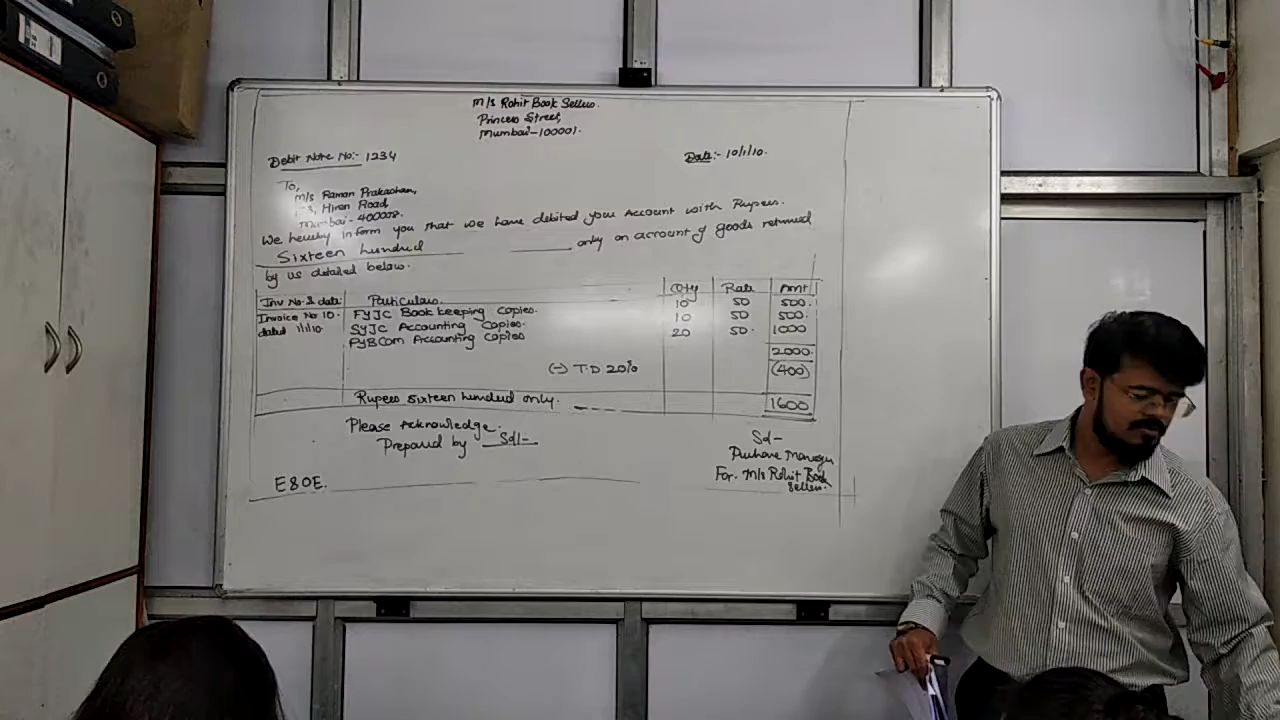 M/s Rohit Book Sellers.
Princess Street,
Mumbai-100001.
Debit Note No:- 1234
Date:- 10/1/10.
To,
M/s Raman Prakashan,
Hiren Road
Mumbai - 400028.
We hereby inform you that we have debited your Account with Rupees.
Sixteen hundred ____ only on account of goods returned
by us detailed below.
Inv No. & date Particulars Qty Rate Amt
Invoice No 10. FYJC Book keeping Copies. 10 50 500.
dated 1/1/10. SYJC Accounting Copies. 10 50 500.
FYBCom Accounting Copies 20 50. 1000
2000.
(-) T.D 20% (400)
Rupees sixteen hundred only. 1600
Please Acknowledge.
Prepared by Sd/-
Sd-
Manager
For. M/s Rohit Book
Sellers.
E&OE.